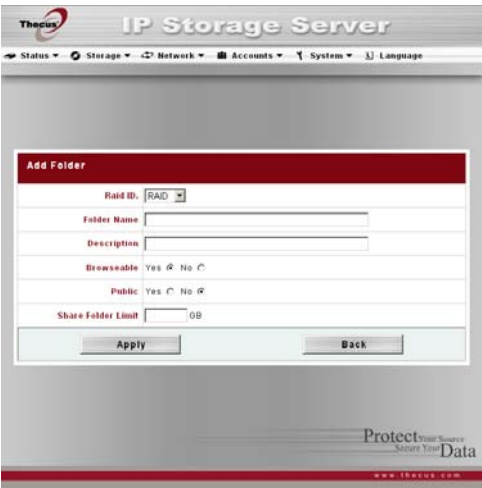 Thecus
IP Storage Server
Status Storage Network Accounts System Language
Add Folder
Raid ID. RAID
Folder Name
Description
Browseable Yes No
Public Yes No
Share Folder Limit GB
Apply Back
Protect Your Source
Secure Your Data
www.thecus.com